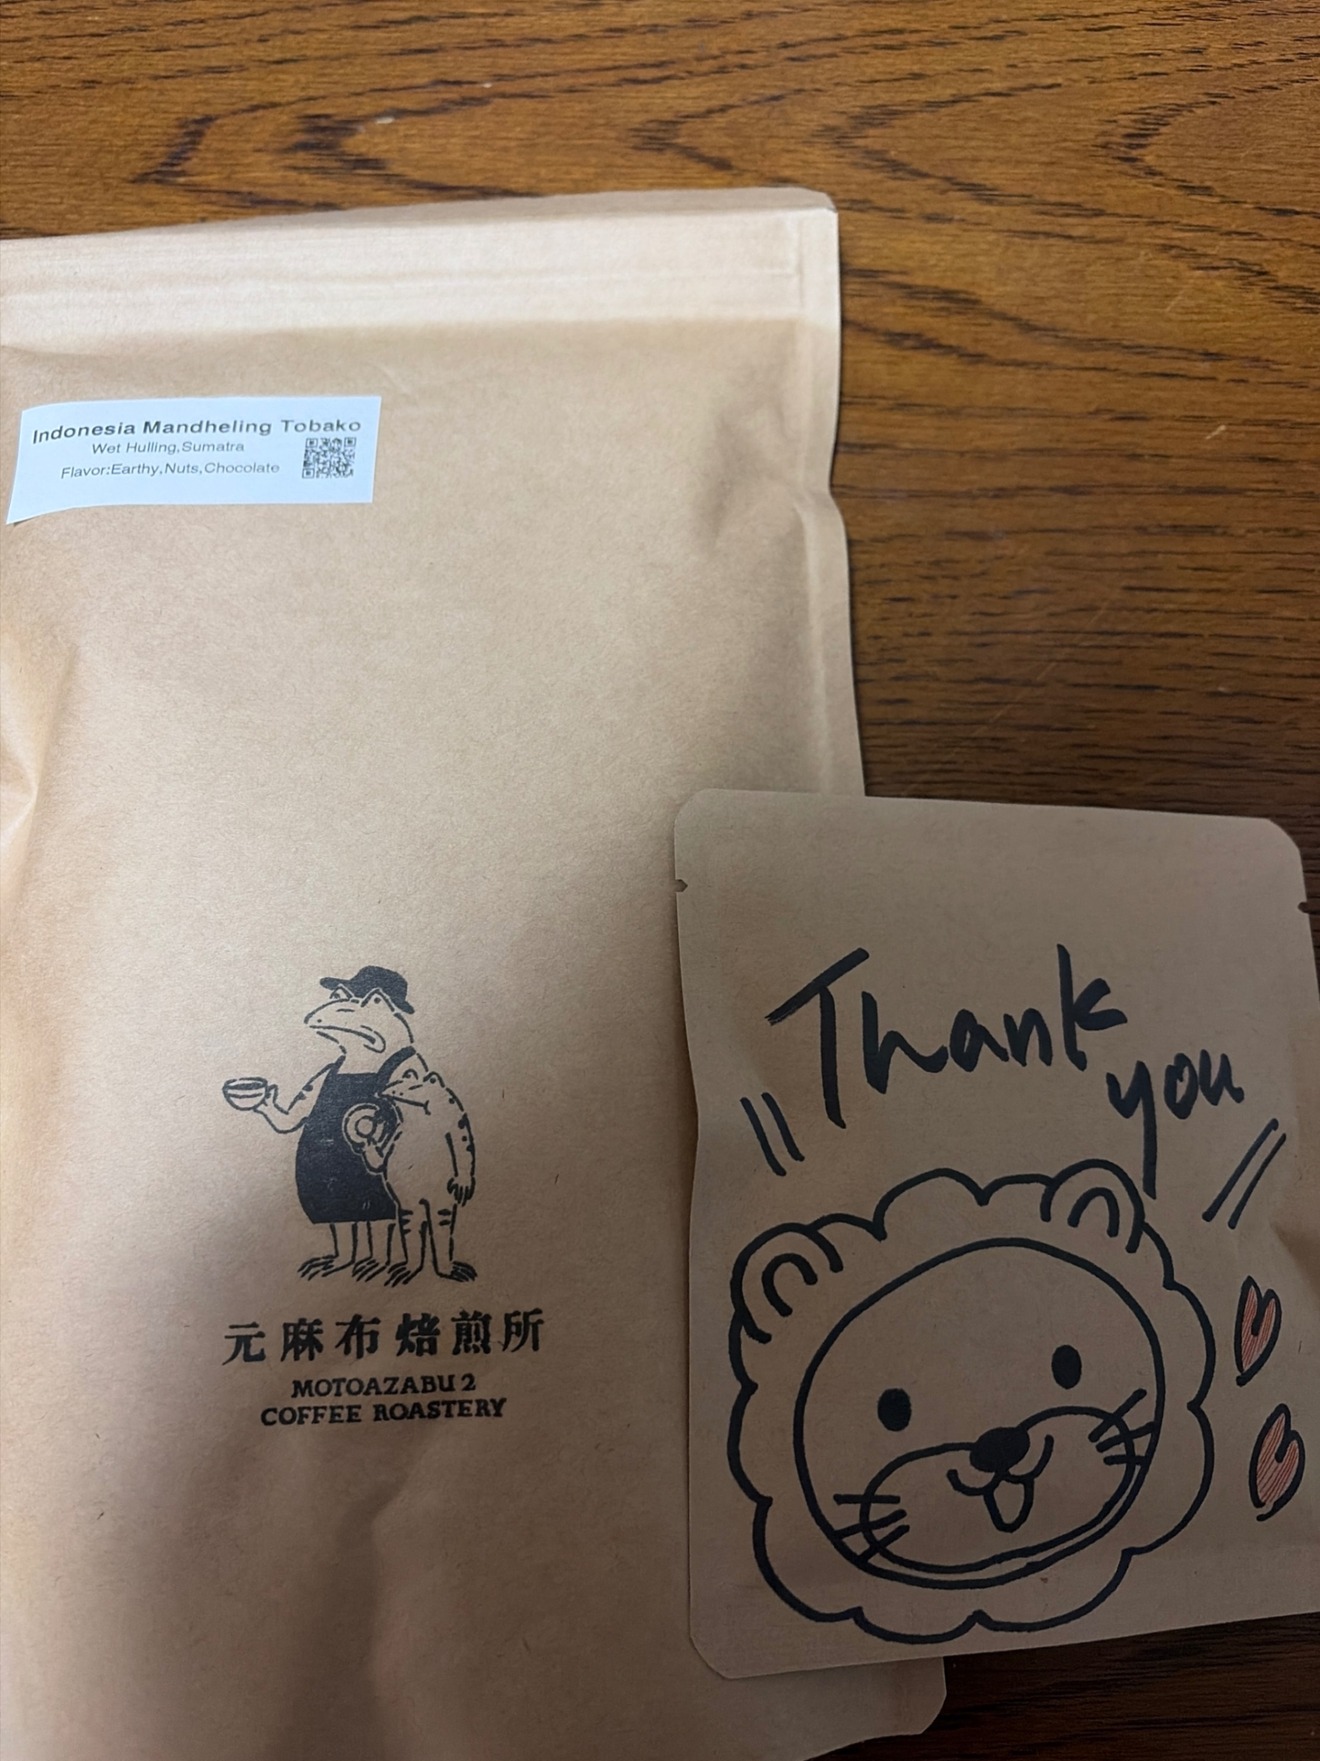 Indonesia Mandheling Tobako
Wet Hulling,Sumatra
Flavor:Earthy,Nuts,Chocolate
元麻布焙煎所
MOTOAZABU 2
COFFEE ROASTERY
Thank
you